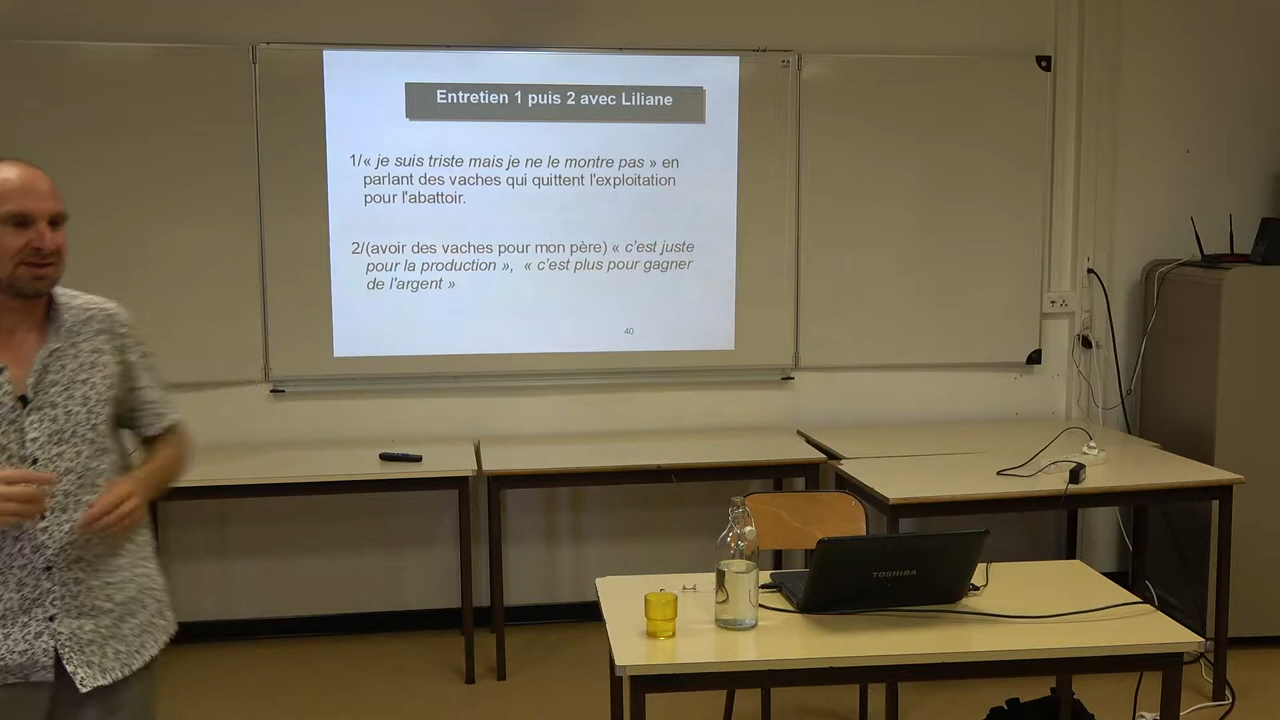 Entretien 1 puis 2 avec Liliane
1/« je suis triste mais je ne le montre pas » en
parlant des vaches qui quittent l'exploitation
pour l'abattoir.
2/(avoir des vaches pour mon père) « c'est juste
pour la production », « c'est plus pour gagner
de l'argent »
40
TOSHIBA